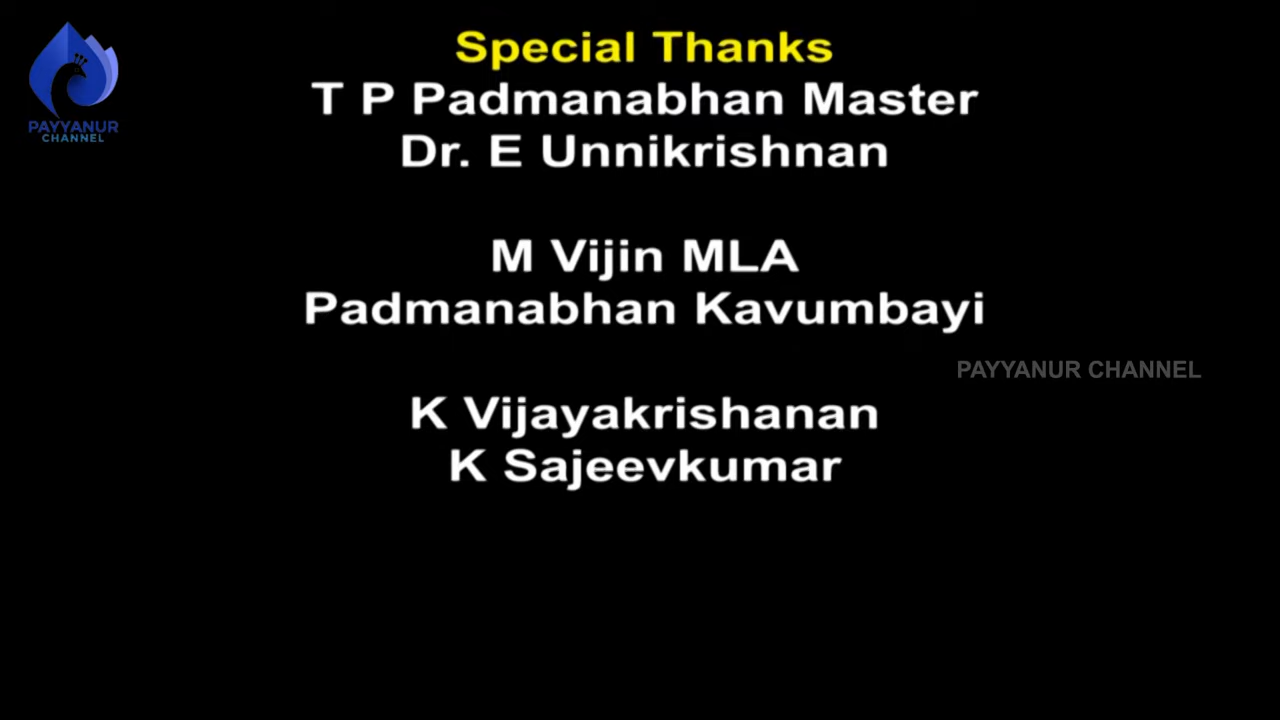 PAYYANUR
CHANNEL
Special Thanks
T P Padmanabhan Master
Dr. E Unnikrishnan
M Vijin MLA
Padmanabhan Kavumbayi
PAYYANUR CHANNEL
K Vijayakrishanan
K Sajeevkumar